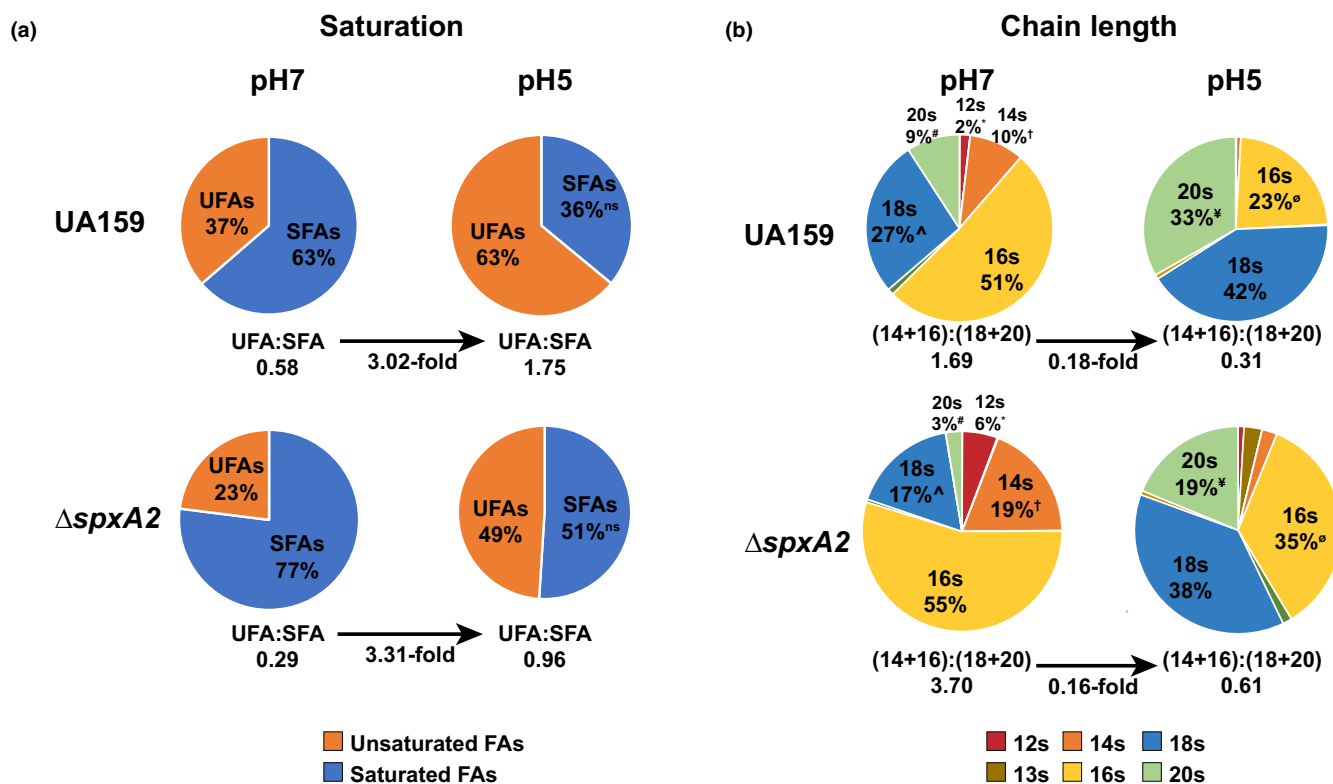 (a)
Saturation
pH7
pH5
UA159
UFAs
37%
SFAs
63%
SFAs
36%ns
UFAs
63%
UFA:SFA
0.58
3.02-fold
UFA:SFA
1.75
ΔspxA2
UFAs
23%
SFAs
77%
UFAs
49%
SFAs
51%ns
UFA:SFA
0.29
3.31-fold
UFA:SFA
0.96
Unsaturated FAs
Saturated FAs
(b)
Chain length
pH7
pH5
UA159
20s
9%#
12s
2%*
14s
10%†
18s
27%^
16s
51%
20s
33%¥
16s
23%ø
18s
42%
(14+16):(18+20)
1.69
0.18-fold
(14+16):(18+20)
0.31
ΔspxA2
20s
3%#
12s
6%*
18s
17%^
14s
19%†
16s
55%
20s
19%¥
16s
35%ø
18s
38%
(14+16):(18+20)
3.70
0.16-fold
(14+16):(18+20)
0.61
12s
14s
18s
13s
16s
20s